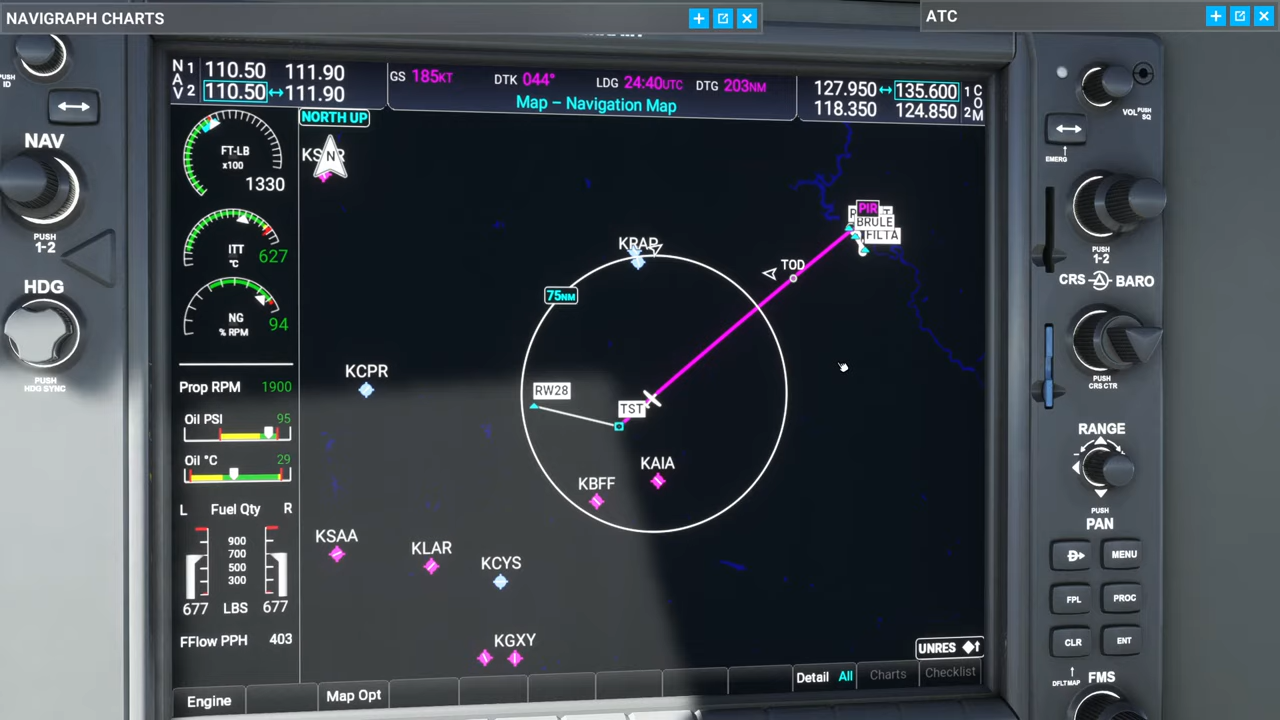 NAVIGRAPH CHARTS
ATC
PUSH
ID
NAV
PUSH
1-2
HDG
PUSH
HDG SYNC
N 1 110.50 111.90
A
V 2 110.50↔111.90
GS 185KT DTK 044° LDG 24:40UTC DTG 203NM
Map – Navigation Map
127.950↔135.600 1 C
O
118.350 124.850 2 M
NORTH UP
N
FT-LB
x100
1330
ITT
°C
627
NG
% RPM
94
Prop RPM 1900
Oil PSI 95
Oil °C 29
L Fuel Qty R
900
700
500
300
677 LBS 677
FFlow PPH 403
KRAP
75NM
TOD
PIR
BRULE
FILTA
KCPR
RW28
TST
KAIA
KBFF
KSAA
KLAR
KCYS
KGXY
UNRES
Engine
Map Opt
Detail All
Charts
Checklist
VOL PUSH
SQ
EMERG
PUSH
1-2
CRS BARO
PUSH
CRS CTR
RANGE
PUSH
PAN
MENU
FPL
PROC
CLR
ENT
DFLT MAP
FMS